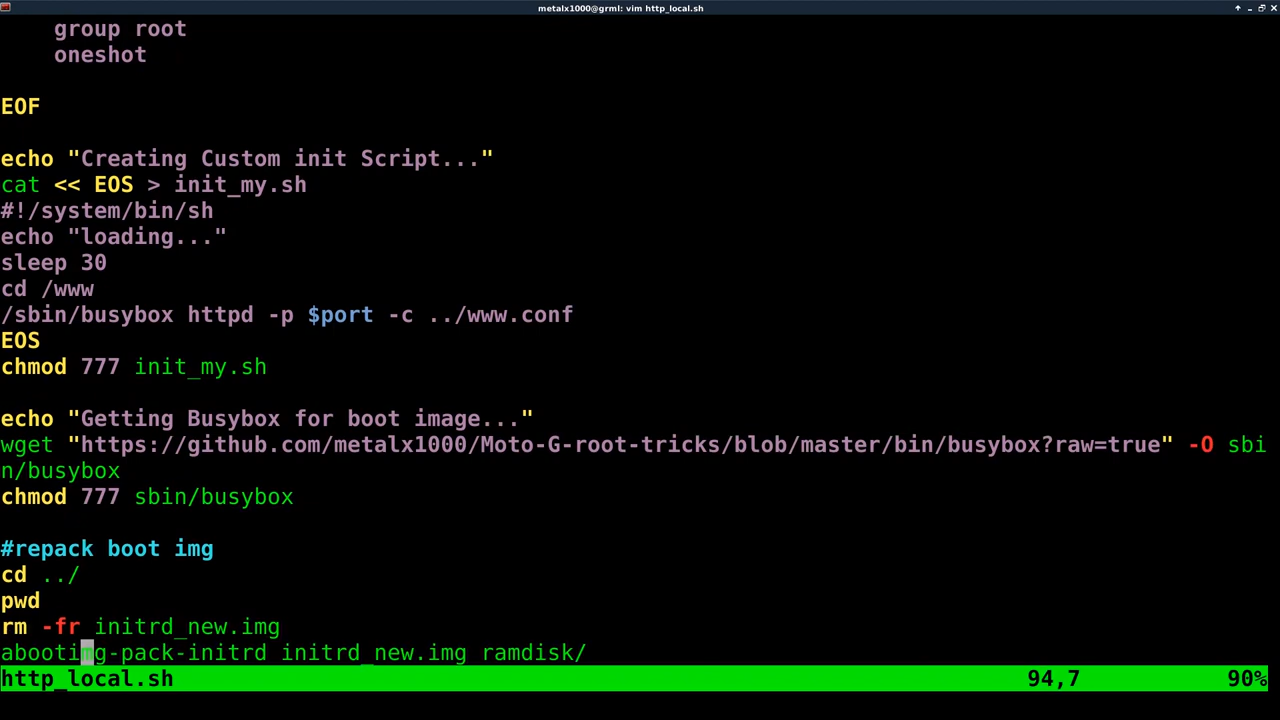 metalx1000@grml: vim http_local.sh
group root
oneshot
EOF
echo "Creating Custom init Script..."
cat << EOS > init_my.sh
#!/system/bin/sh
echo "loading..."
sleep 30
cd /www
/sbin/busybox httpd -p $port -c ../www.conf
EOS
chmod 777 init_my.sh
echo "Getting Busybox for boot image..."
wget "https://github.com/metalx1000/Moto-G-root-tricks/blob/master/bin/busybox?raw=true" -O sbi
n/busybox
chmod 777 sbin/busybox
#repack boot img
cd ../
pwd
rm -fr initrd_new.img
abootimg-pack-initrd initrd_new.img ramdisk/
http_local.sh 94,7 90%